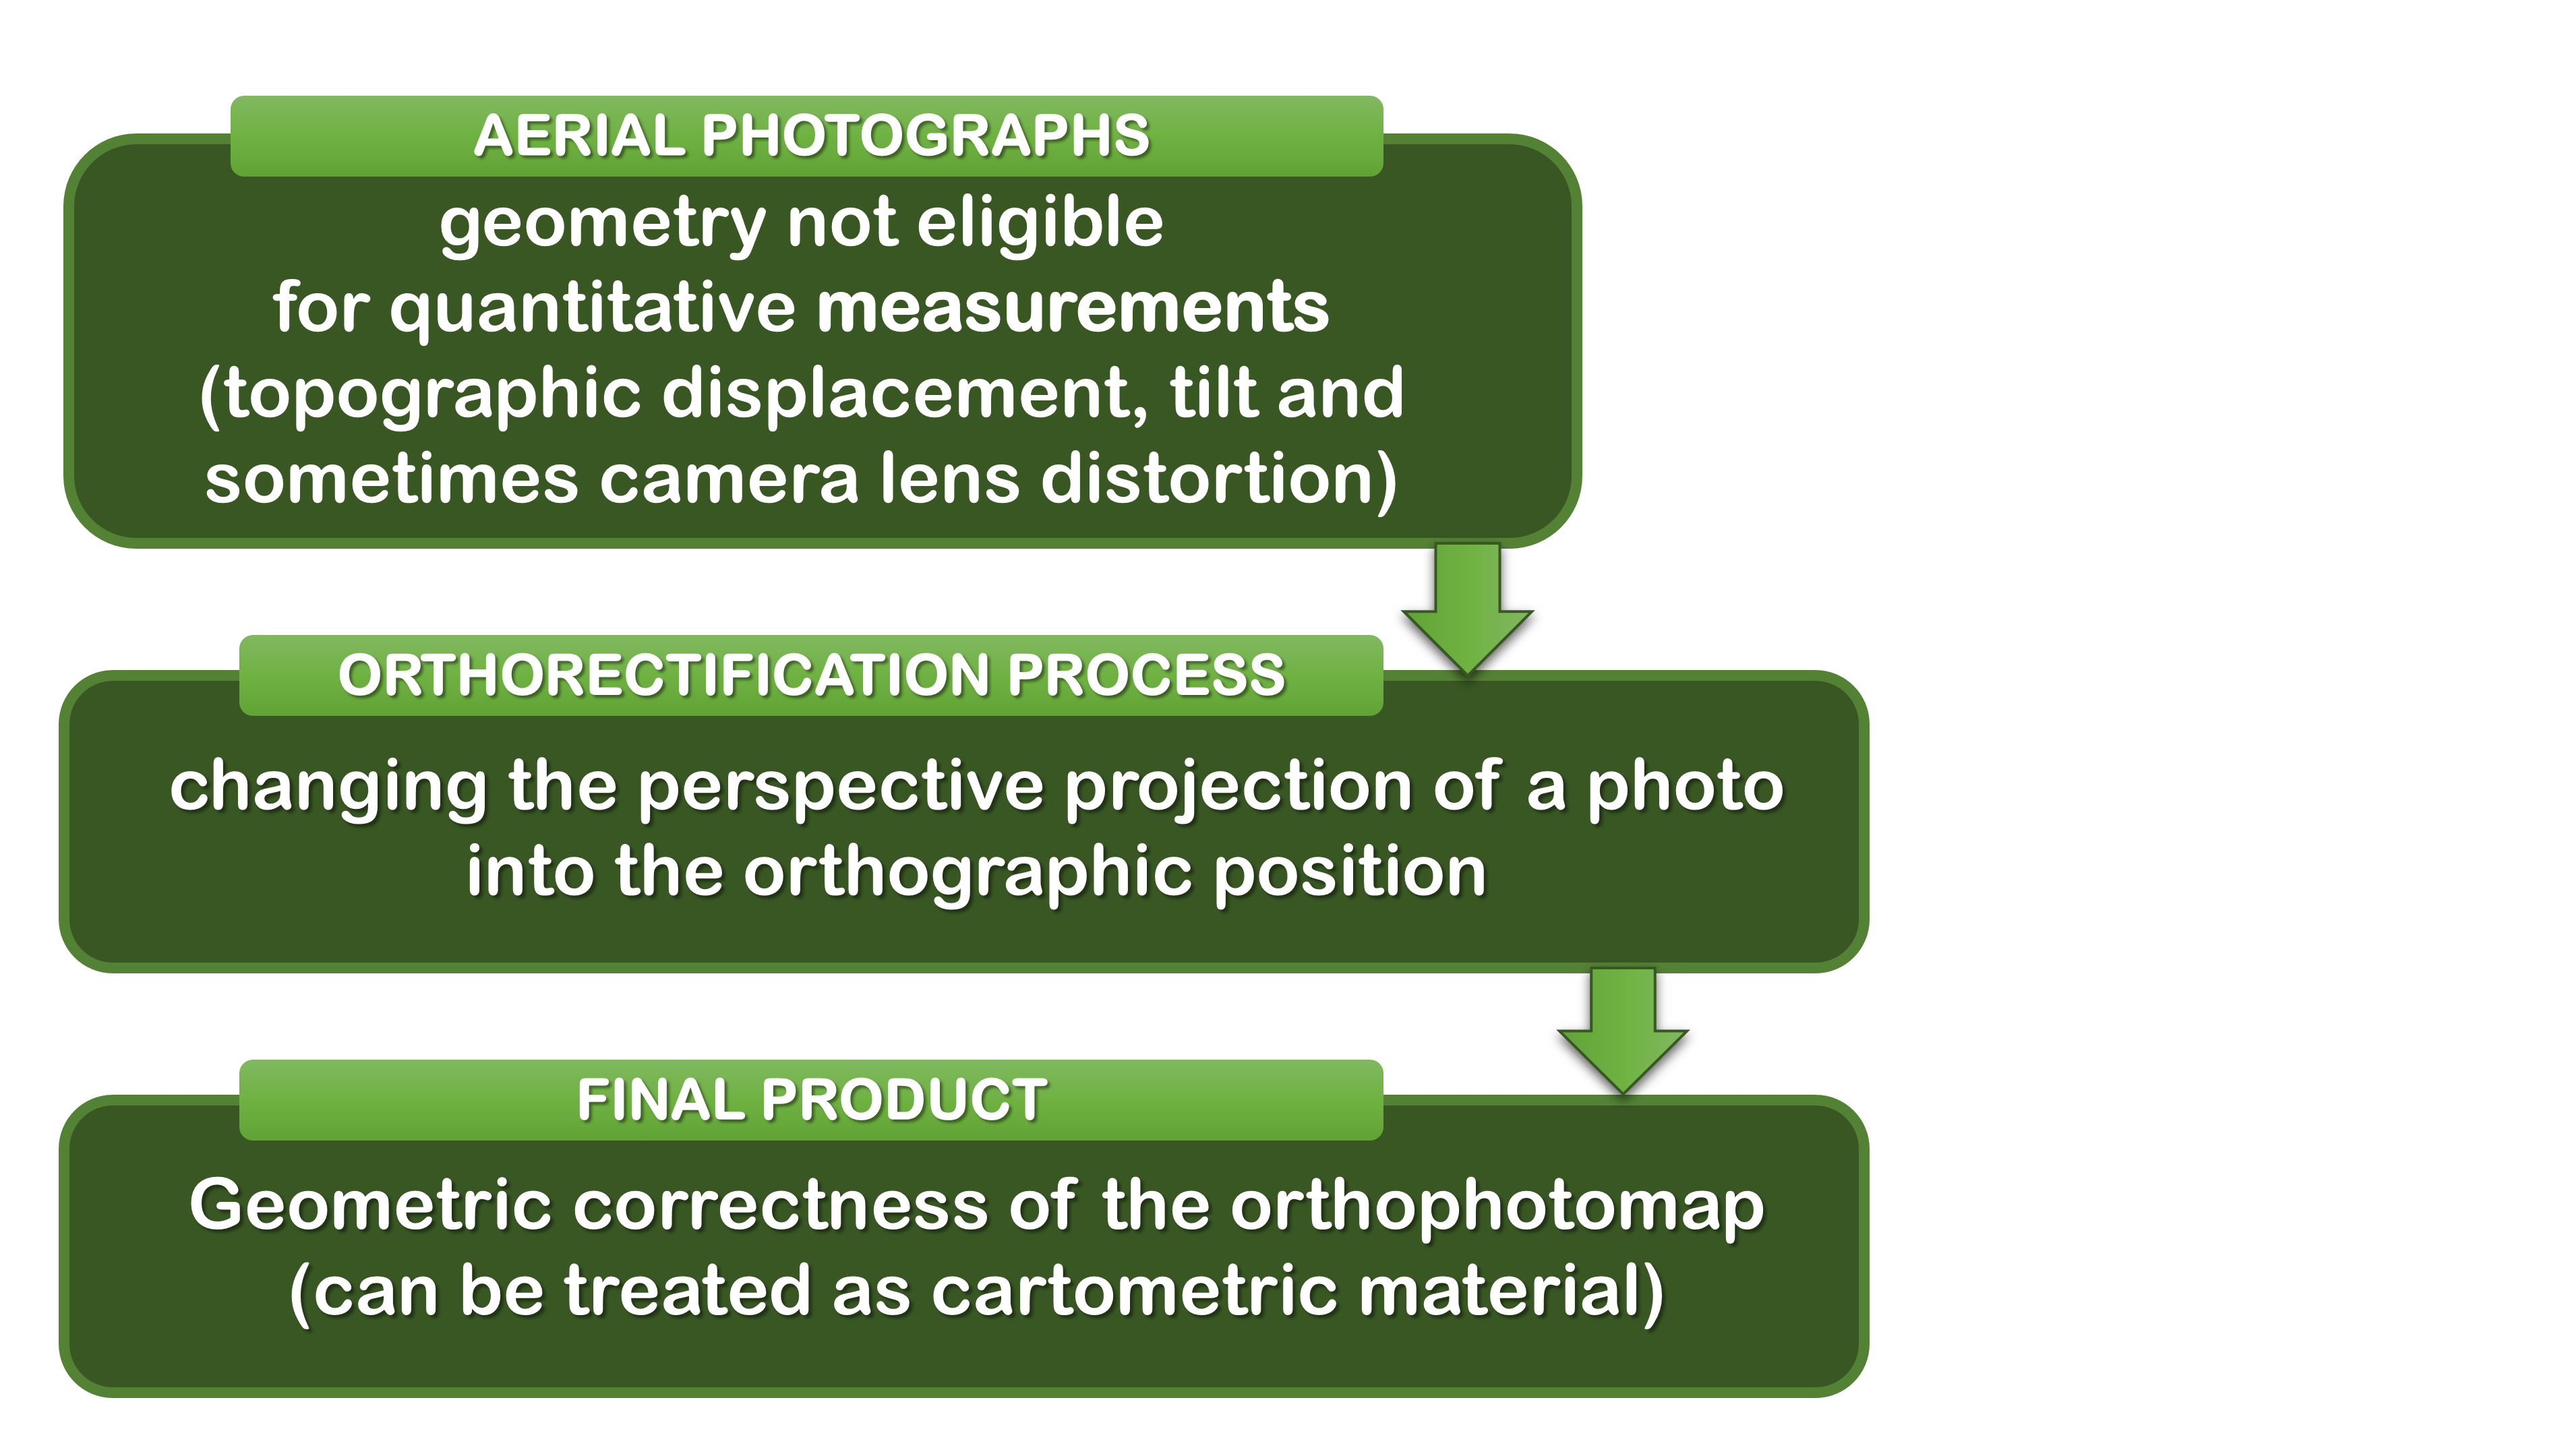 AERIAL PHOTOGRAPHS
geometry not eligible
for quantitative measurements
(topographic displacement, tilt and
sometimes camera lens distortion)
ORTHORECTIFICATION PROCESS
changing the perspective projection of a photo
into the orthographic position
FINAL PRODUCT
Geometric correctness of the orthophotomap
(can be treated as cartometric material)